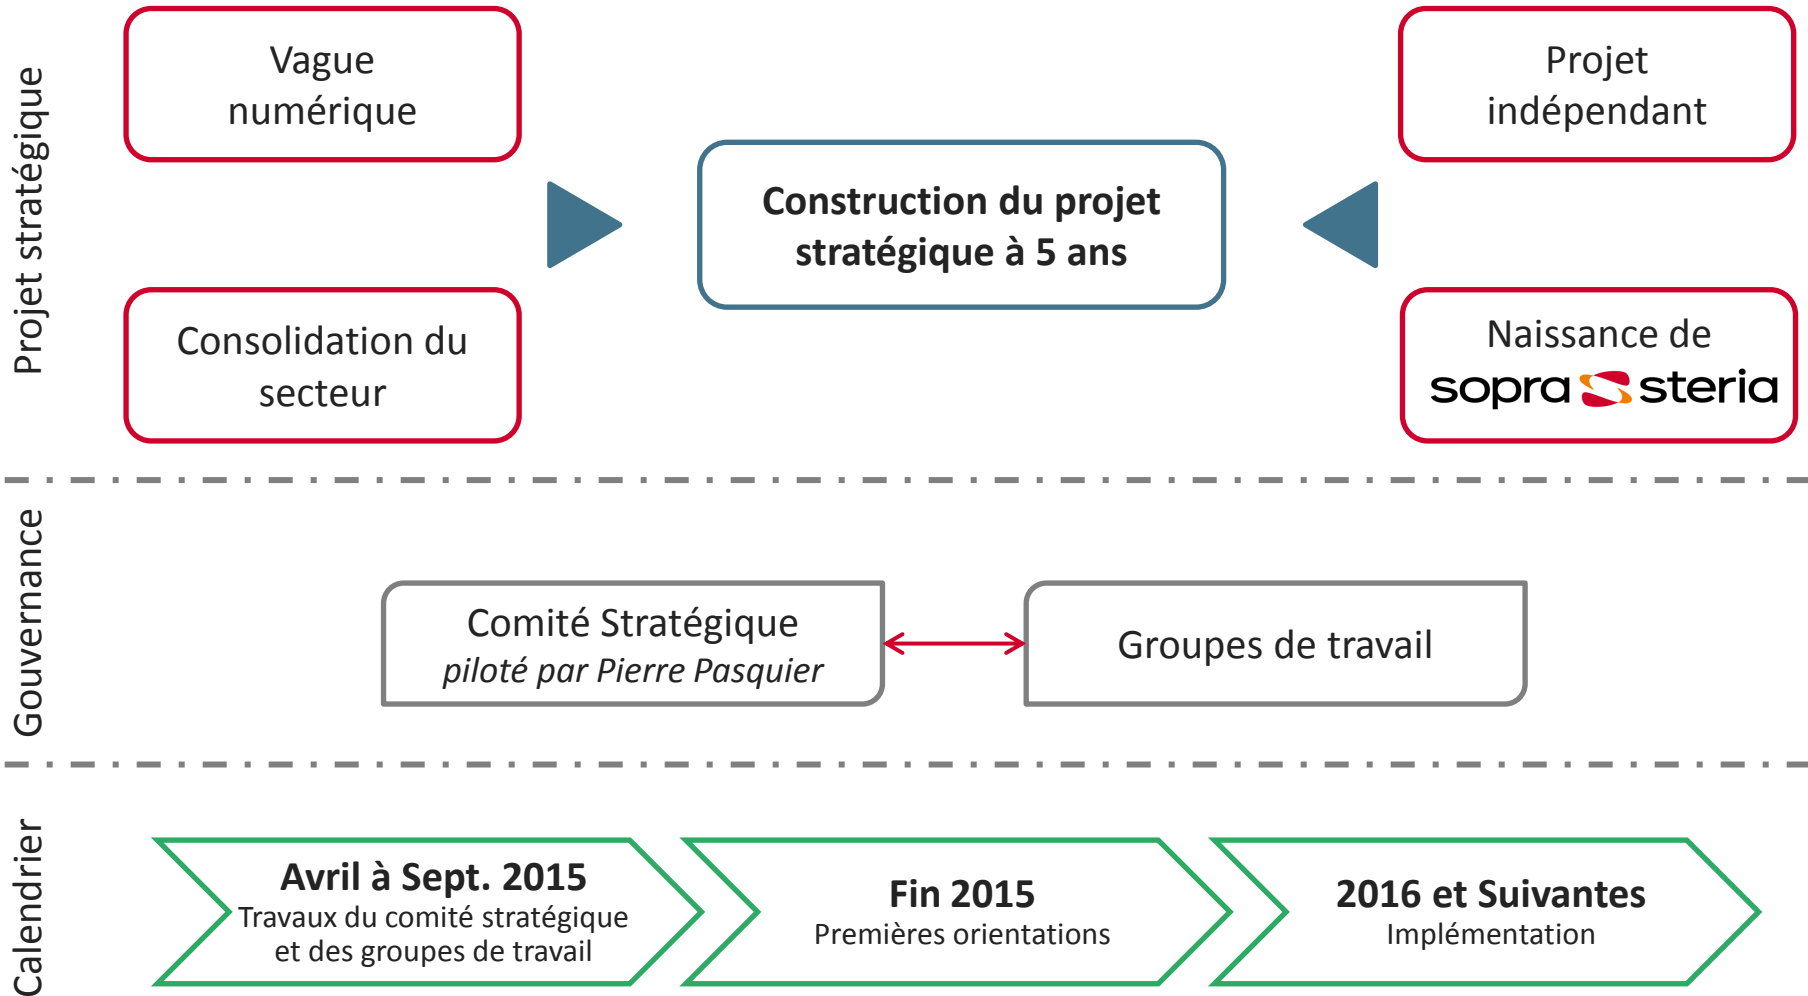 Projet stratégique
Vague
numérique
Consolidation du
secteur
Construction du projet
stratégique à 5 ans
Projet
indépendant
Naissance de
sopra steria
Gouvernance
Comité Stratégique
piloté par Pierre Pasquier
Groupes de travail
Calendrier
Avril à Sept. 2015
Travaux du comité stratégique
et des groupes de travail
Fin 2015
Premières orientations
2016 et Suivantes
Implémentation